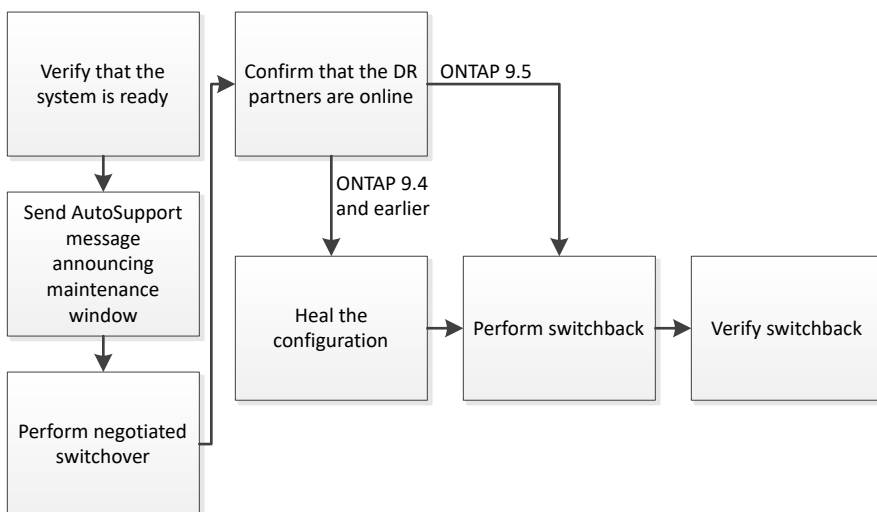 Verify that the
system is ready
Send AutoSupport
message
announcing
maintenance
window
Perform negotiated
switchover
Confirm that the DR
partners are online
ONTAP 9.5
ONTAP 9.4
and earlier
Heal the
configuration
Perform switchback
Verify switchback